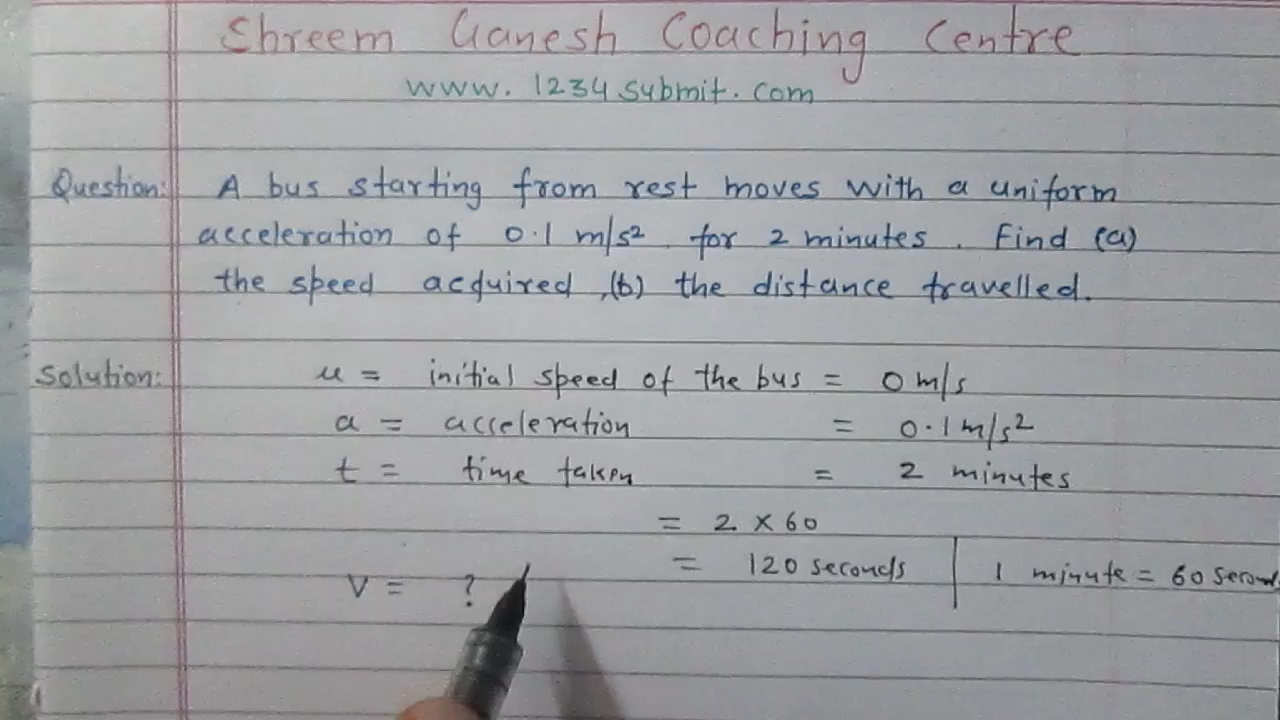 Shreem Ganesh Coaching Centre
www.1234submit.com
Question: A bus starting from rest moves with a uniform
acceleration of 0.1 m/s² for 2 minutes. Find (a)
the speed acquired, (b) the distance travelled.
Solution: u = initial speed of the bus = 0 m/s
a = acceleration = 0.1 m/s²
t = time taken = 2 minutes
= 2 × 60
= 120 seconds | 1 minute = 60 second
V = ?